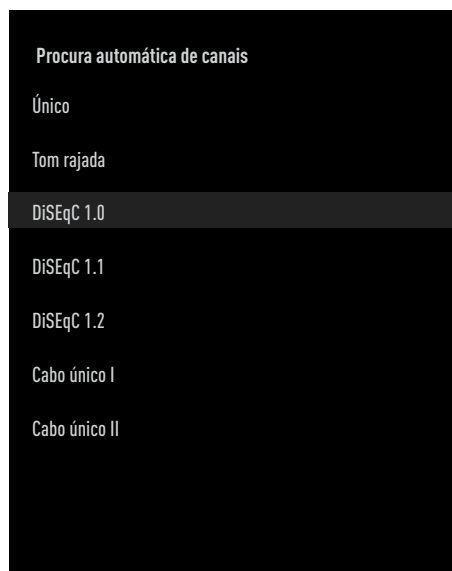 Procura automática de canais
Único
Tom rajada
DiSEqC 1.0
DiSEqC 1.1
DiSEqC 1.2
Cabo único I
Cabo único II